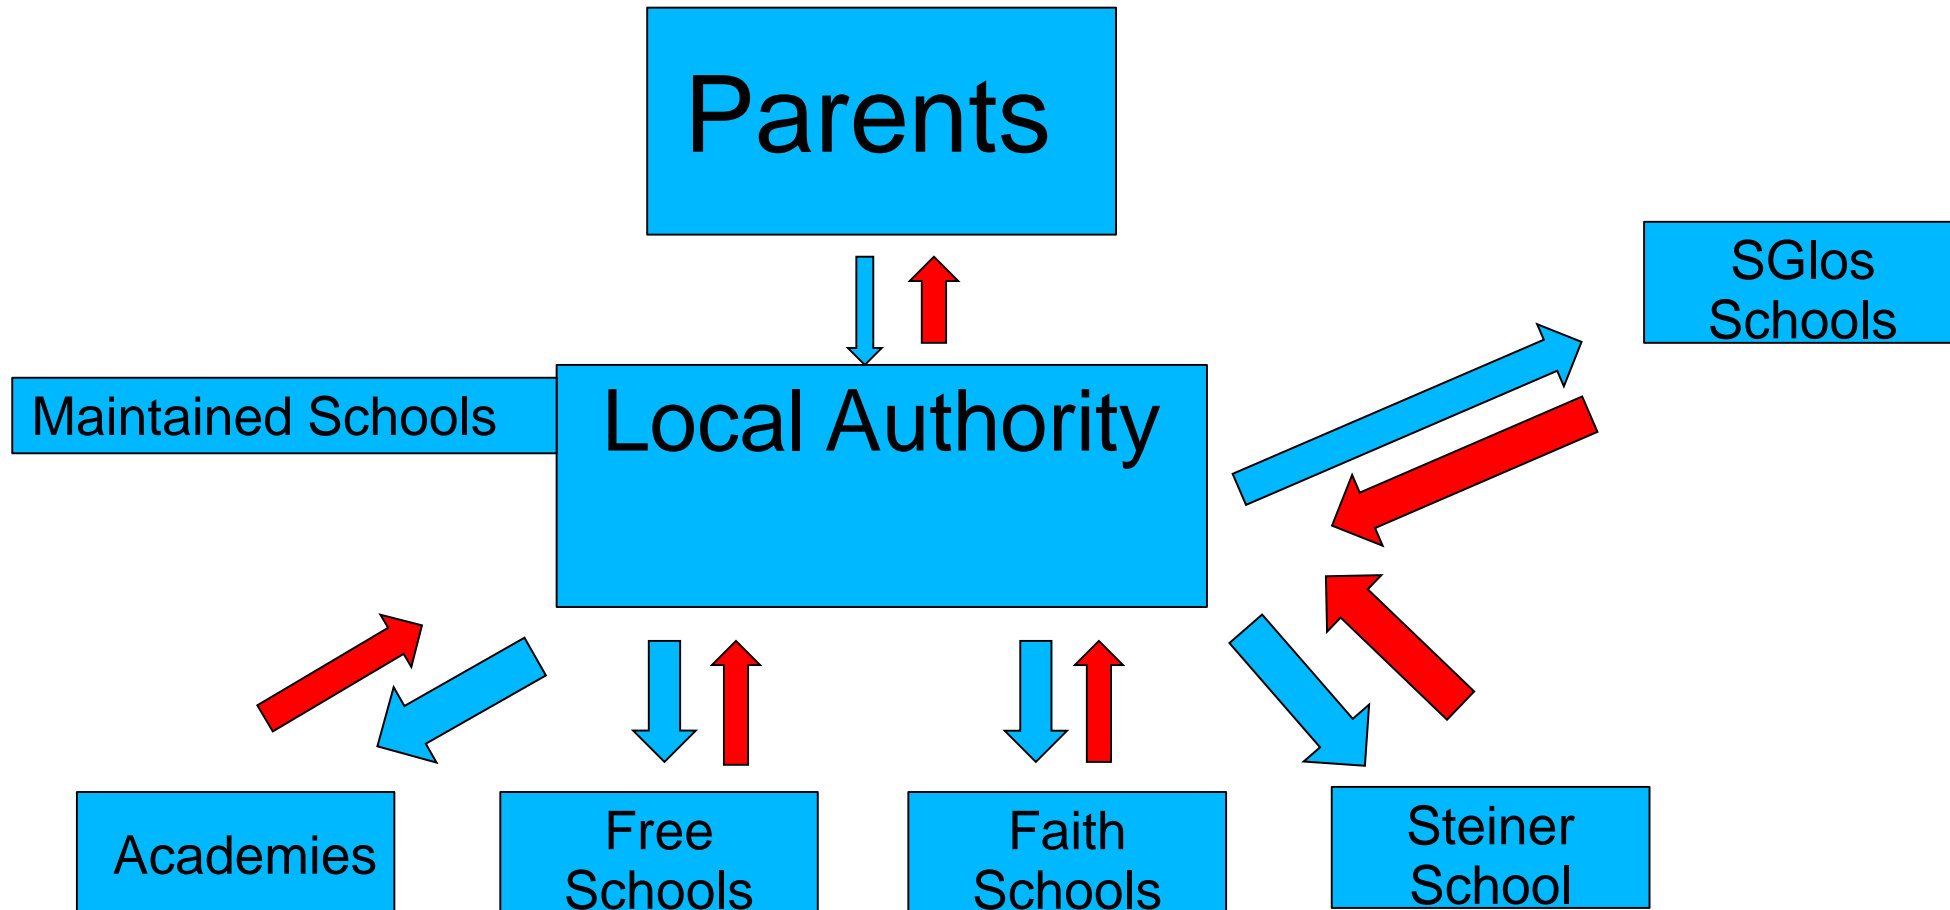 Parents
SGlos
Schools
Maintained Schools
Local Authority
Academies
Free
Schools
Faith
Schools
Steiner
School